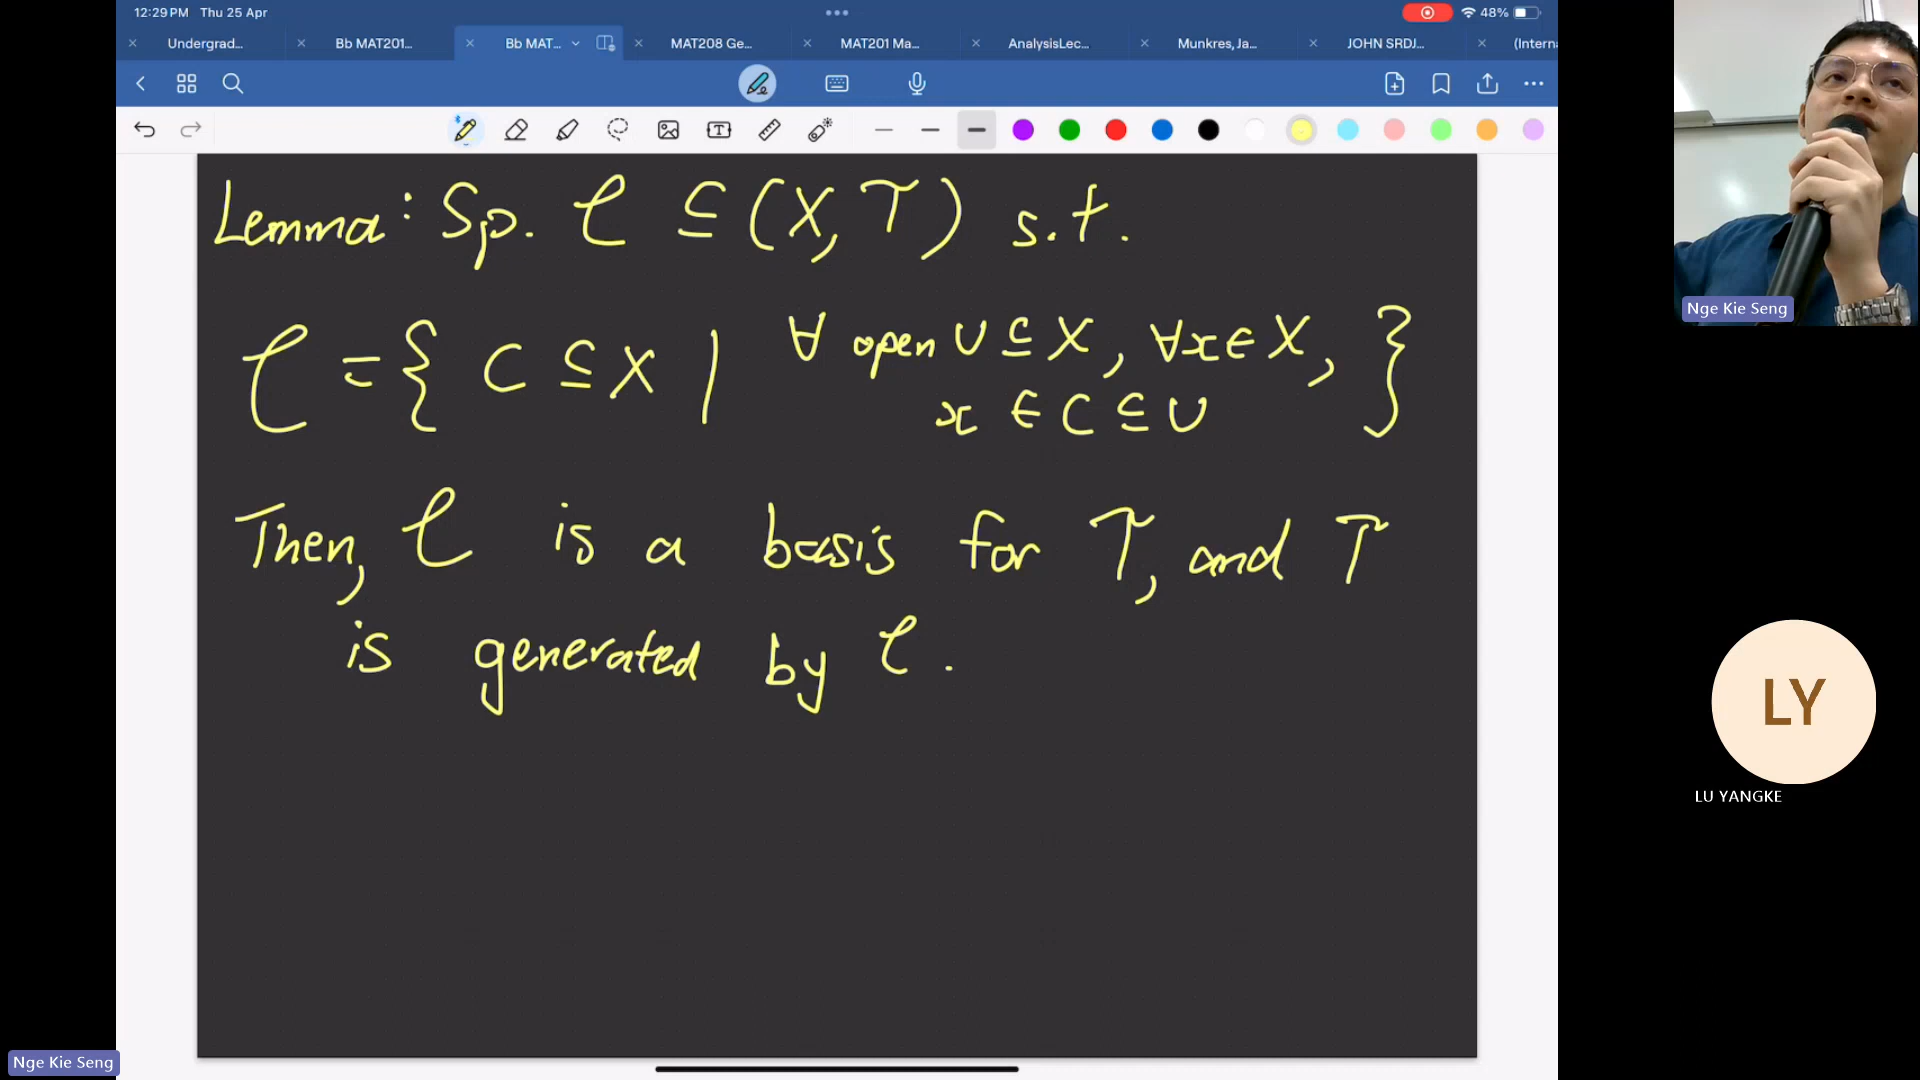 12:29 PM Thu 25 Apr
48%
Undergrad...
Bb MAT201...
Bb MAT...
MAT208 Ge...
MAT201 Ma...
AnalysisLec...
Munkres, Ja...
JOHN SRDJ...
(Intern
Lemma: Sp. 𝒞 ⊆ (X, 𝒯) s.t.
𝒞 = { C ⊆ X | ∀ open U ⊆ X, ∀x ∈ X, }
x ∈ C ⊆ U
Then, 𝒞 is a basis for 𝒯, and 𝒯
is generated by 𝒞.
Nge Kie Seng
LY
LU YANGKE
Nge Kie Seng